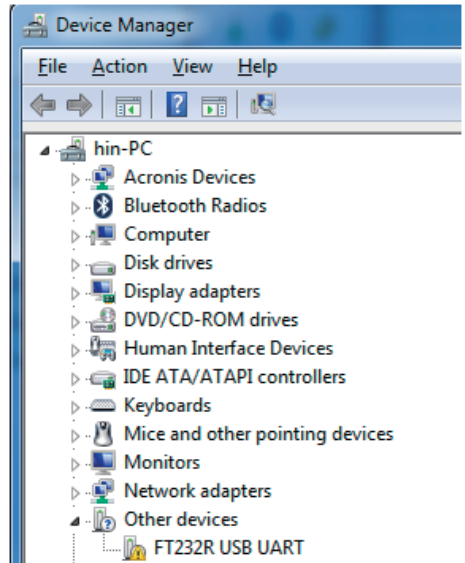 Device Manager
File Action View Help
hin-PC
Acronis Devices
Bluetooth Radios
Computer
Disk drives
Display adapters
DVD/CD-ROM drives
Human Interface Devices
IDE ATA/ATAPI controllers
Keyboards
Mice and other pointing devices
Monitors
Network adapters
Other devices
FT232R USB UART